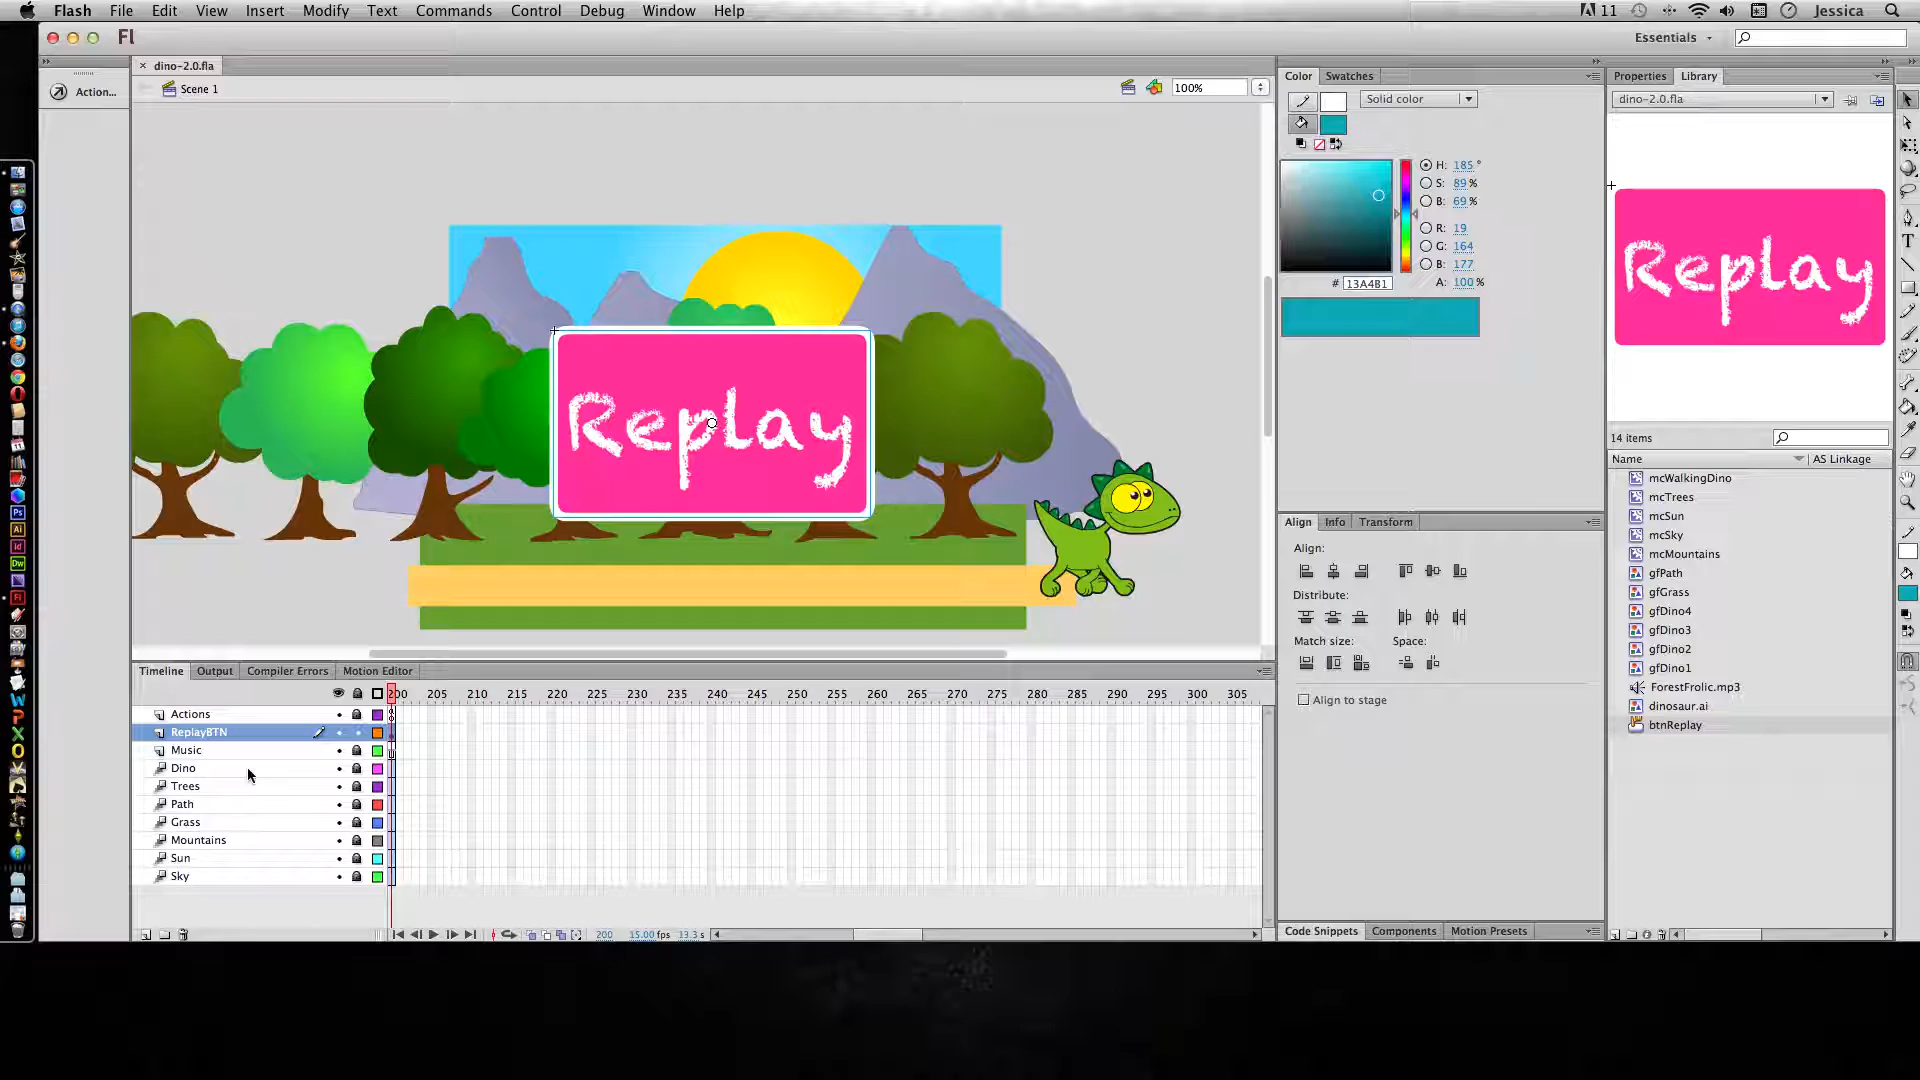 Flash File Edit View Insert Modify Text Commands Control Debug Window Help 11 Jessica
Fl Essentials
Action...
dino-2.0.fla
Scene 1 100%
Replay
Color Swatches
Solid color
H: 185 °
S: 89 %
B: 69 %
R: 19
G: 164
B: 177
# 13A4B1 A: 100 %
Align Info Transform
Align:
Distribute:
Match size: Space:
Align to stage
Code Snippets Components Motion Presets
Properties Library
dino-2.0.fla
Replay
14 items
Name AS Linkage
mcWalkingDino
mcTrees
mcSun
mcSky
mcMountains
gfPath
gfGrass
gfDino4
gfDino3
gfDino2
gfDino1
ForestFrolic.mp3
dinosaur.ai
btnReplay
Timeline Output Compiler Errors Motion Editor
200 205 210 215 220 225 230 235 240 245 250 255 260 265 270 275 280 285 290 295 300 305
Actions
ReplayBTN
Music
Dino
Trees
Path
Grass
Mountains
Sun
Sky
200 15.00 fps 13.3 s
Ps
Ai
Id
Dw
Fl